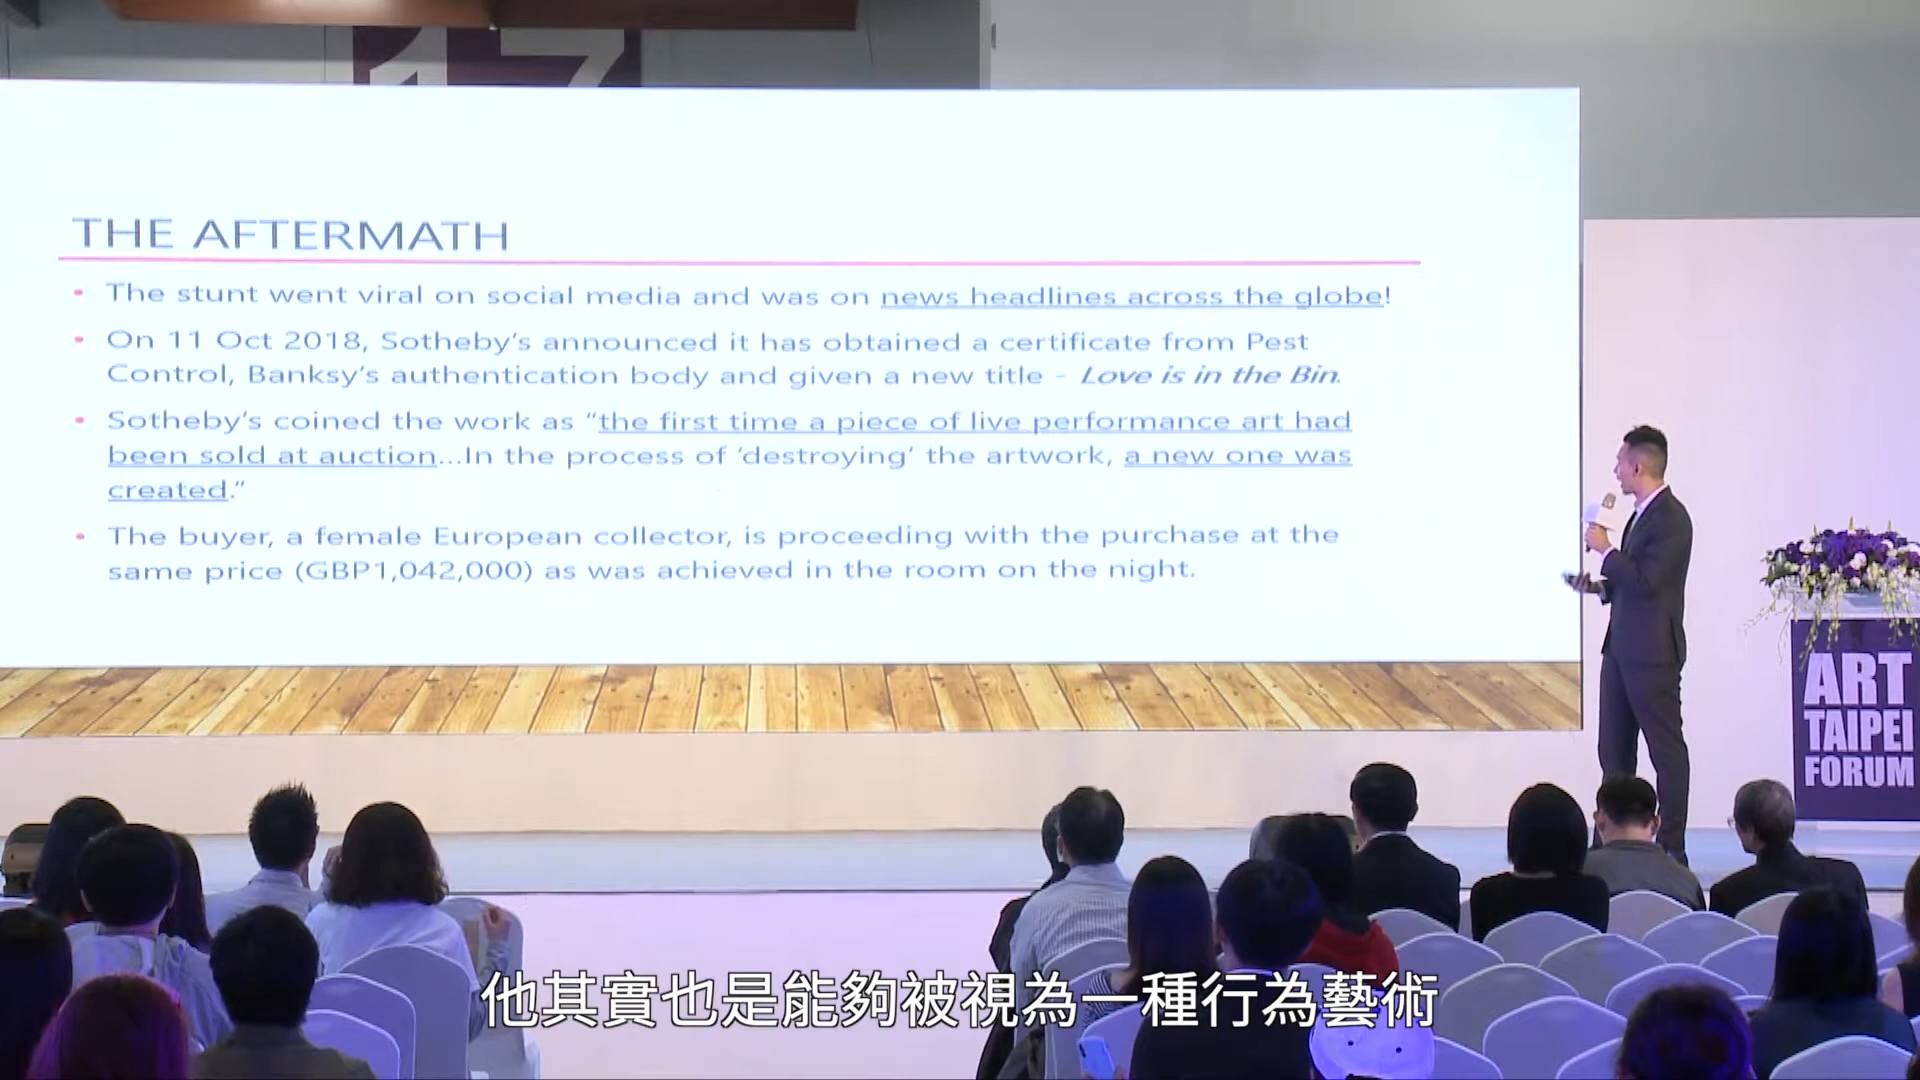 17
THE AFTERMATH
• The stunt went viral on social media and was on news headlines across the globe!
• On 11 Oct 2018, Sotheby's announced it has obtained a certificate from Pest
Control, Banksy's authentication body and given a new title - Love is in the Bin.
• Sotheby's coined the work as "the first time a piece of live performance art had
been sold at auction...In the process of 'destroying' the artwork, a new one was
created."
• The buyer, a female European collector, is proceeding with the purchase at the
same price (GBP1,042,000) as was achieved in the room on the night.
ART
TAIPEI
FORUM
他其實也是能夠被視為一種行為藝術